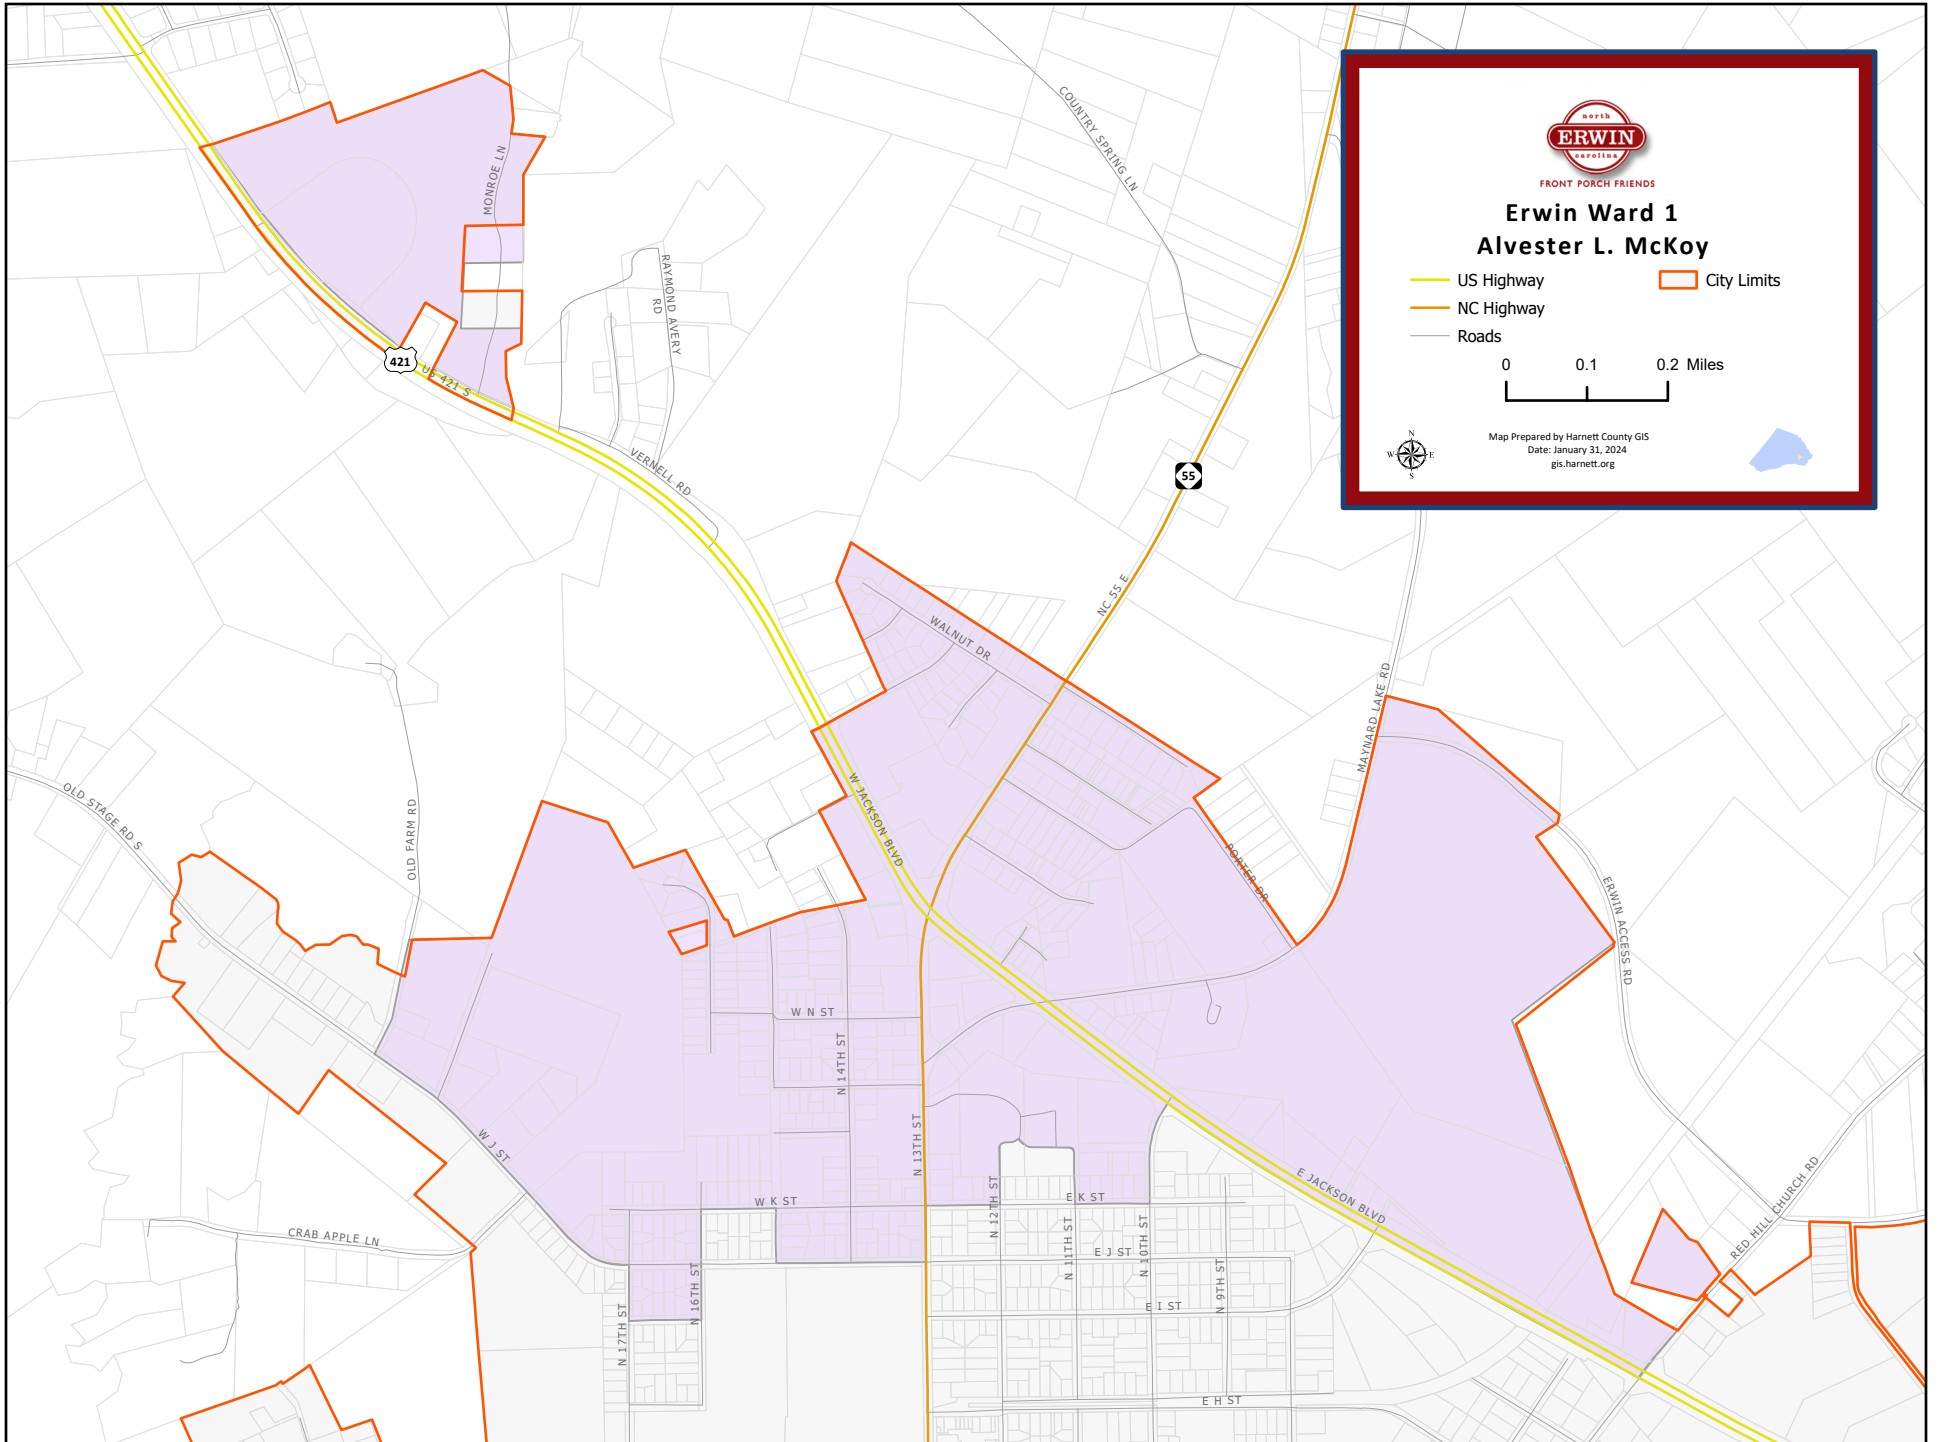 north
ERWIN
carolina
FRONT PORCH FRIENDS
Erwin Ward 1
Alvester L. McKoy
US Highway
City Limits
NC Highway
Roads
0 0.1 0.2 Miles
N
W E
S
Map Prepared by Harnett County GIS
Date: January 31, 2024
gis.harnett.org
COUNTRY SPRING LN
MONROE LN
RAYMOND AVERY
RD
421
US 421 S
VERNELL RD
55
NC 55 E
WALNUT DR
MAYNARD LAKE RD
W JACKSON BLVD
PORTER DR
OLD STAGE RD S
OLD FARM RD
ERWIN ACCESS RD
W N ST
N 14TH ST
N 13TH ST
W J ST
W K ST
E K ST
N 12TH ST
N 11TH ST
N 10TH ST
N 9TH ST
E JACKSON BLVD
RED HILL CHURCH RD
CRAB APPLE LN
E J ST
N 16TH ST
N 17TH ST
E I ST
E H ST